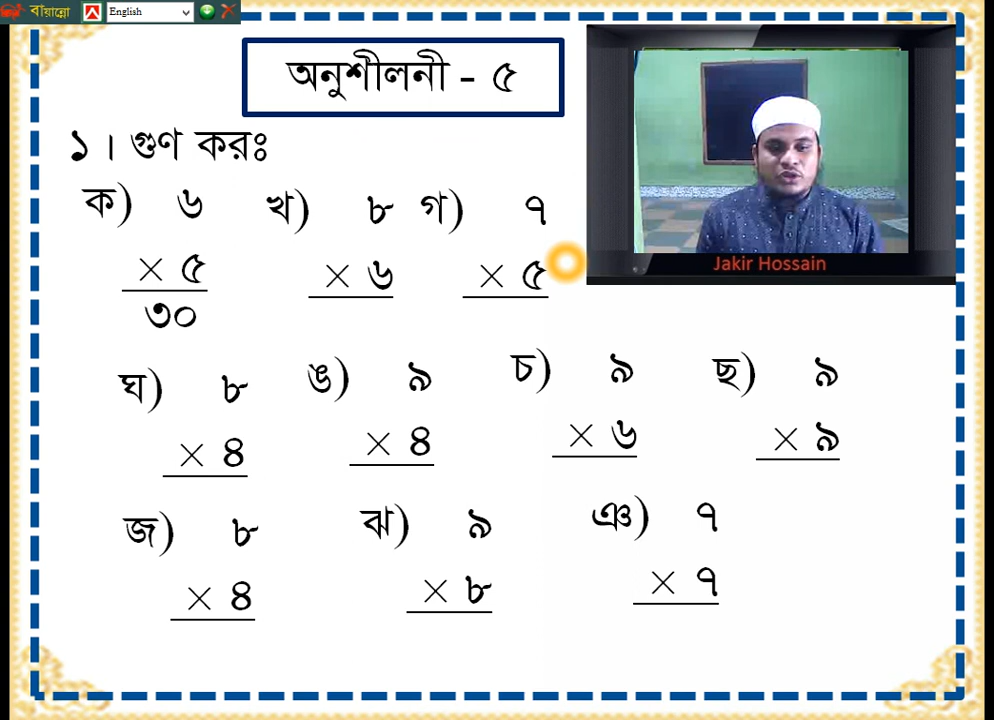 বায়ান্নো English
অনুশীলনী - ৫
১। গুণ করঃ
ক) ৬ খ) ৮ গ) ৭
× ৫ × ৬ × ৫
৩০
Jakir Hossain
ঘ) ৮ ঙ) ৯ চ) ৯ ছ) ৯
× ৪ × ৪ × ৬ × ৯
জ) ৮ ঝ) ৯ ঞ) ৭
× ৪ × ৮ × ৭